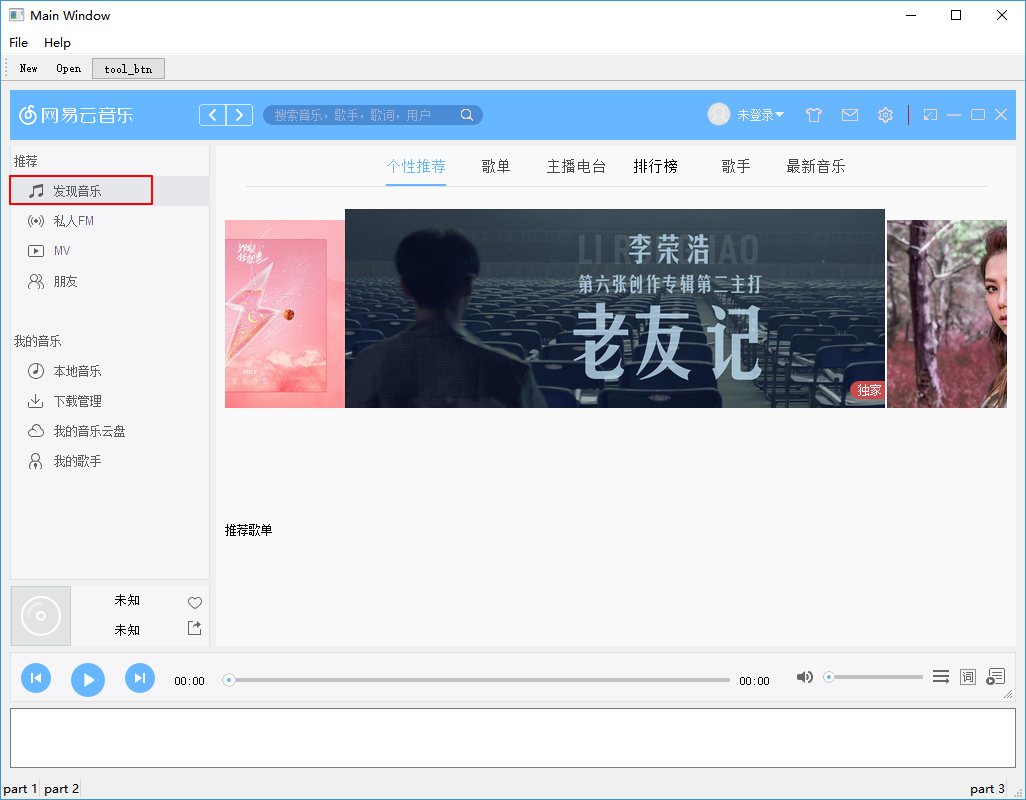 Main Window
File Help
New Open tool_btn
网易云音乐 搜索音乐，歌手，歌词，用户 未登录
推荐
发现音乐
私人FM
MV
朋友
我的音乐
本地音乐
下载管理
我的音乐云盘
我的歌手
个性推荐 歌单 主播电台 排行榜 歌手 最新音乐
李荣浩
第六张创作专辑第二主打
老友记
独家
推荐歌单
未知
未知
00:00 00:00 词
part 1 part 2 part 3